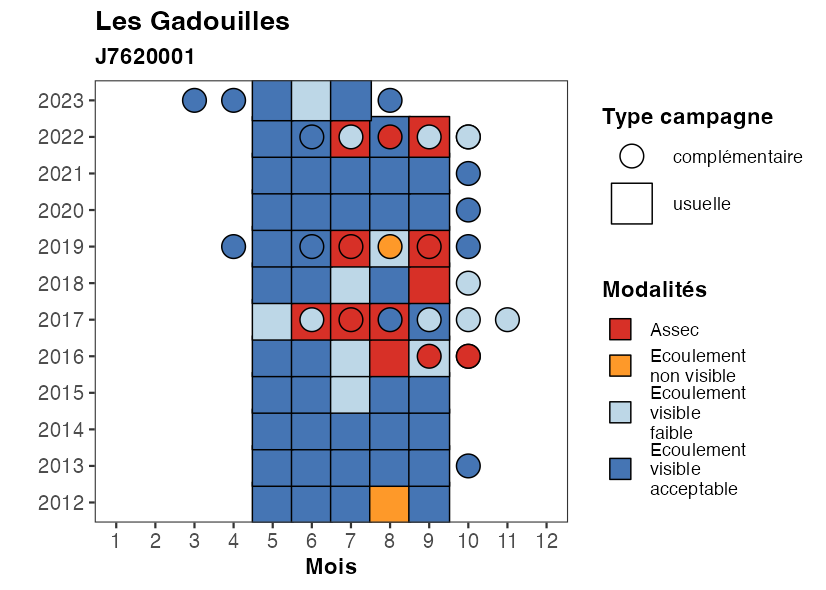 Les Gadouilles
J7620001
2023
2022
2021
2020
2019
2018
2017
2016
2015
2014
2013
2012
1 2 3 4 5 6 7 8 9 10 11 12
Mois
Type campagne
complémentaire
usuelle
Modalités
Assec
Ecoulement
non visible
Ecoulement
visible
faible
Ecoulement
visible
acceptable